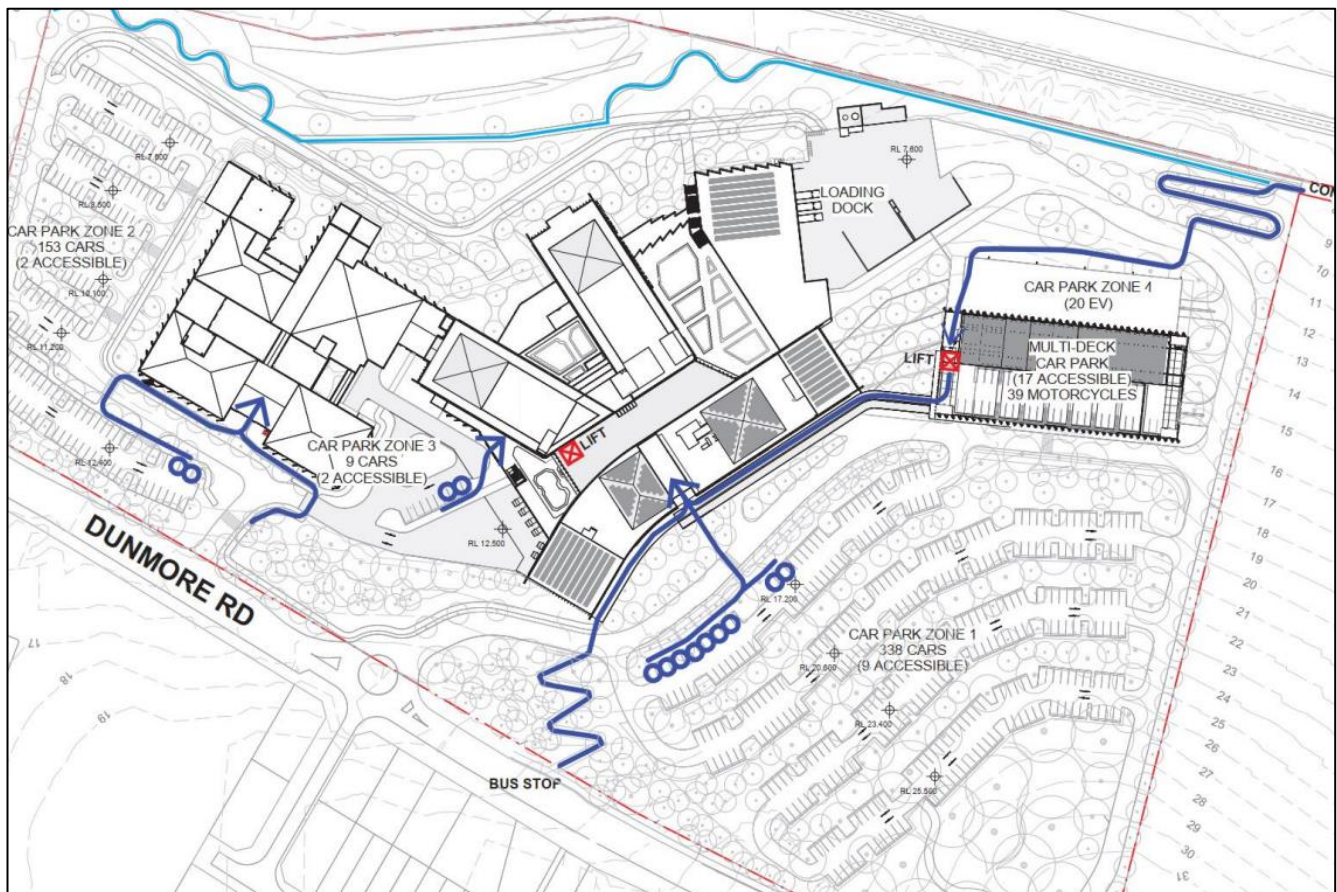 RL 7.600
RL 7.600
LOADING
DOCK
CAR PARK ZONE 2
153 CARS
(2 ACCESSIBLE)
RL 10.100
RL 11.200
CAR PARK ZONE 4
(20 EV)
LIFT
MULTI-DECK
CAR PARK
(17 ACCESSIBLE)
39 MOTORCYCLES
9
10
11
12
13
14
15
16
17
18
19
20
21
22
23
24
25
26
27
28
29
30
31
CAR PARK ZONE 3
9 CARS
(2 ACCESSIBLE)
LIFT
RL 12.400
RL 12.500
DUNMORE RD
RL 17.200
CAR PARK ZONE 1
338 CARS
(9 ACCESSIBLE)
RL 20.600
RL 23.400
RL 25.500
BUS STOP
17
18
19